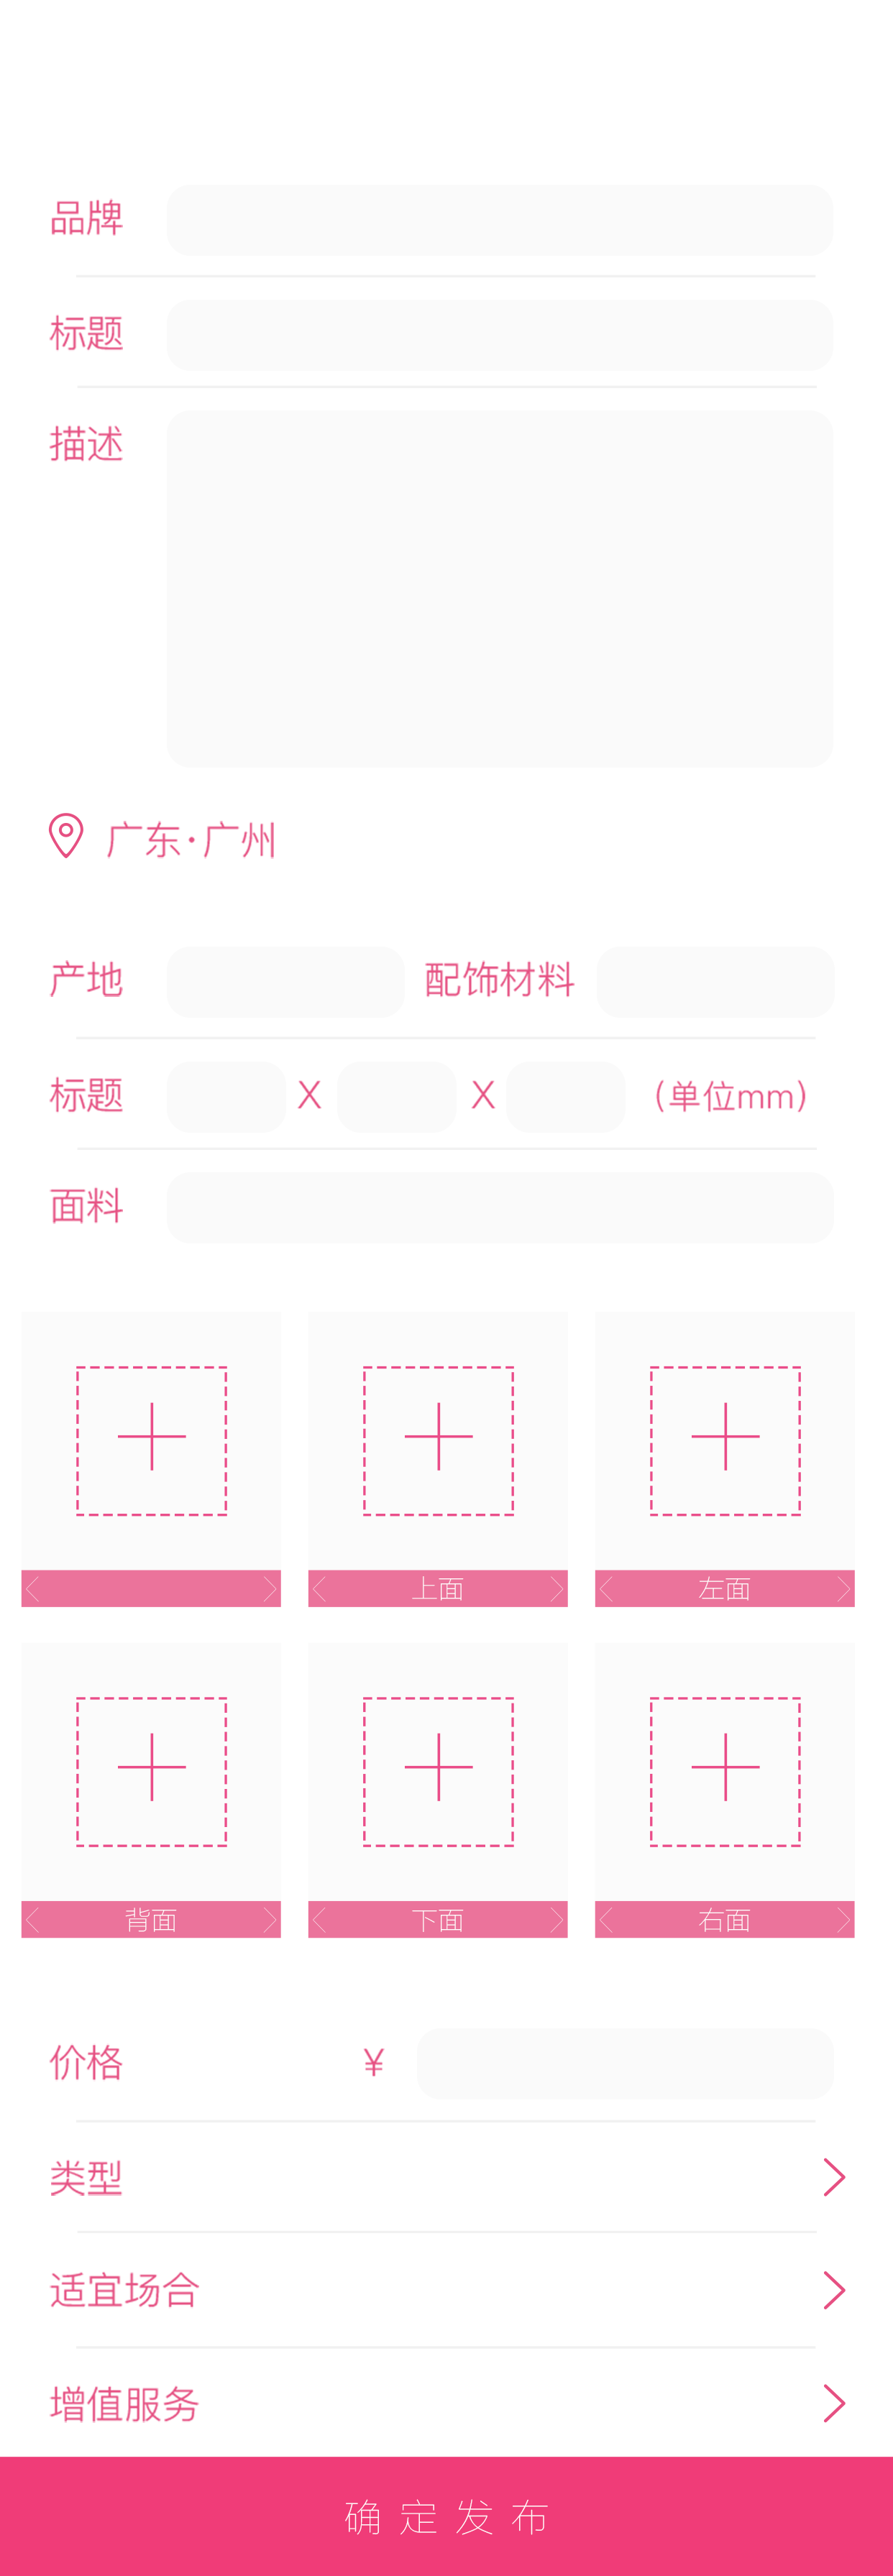 品牌
标题
描述
广东·广州
产地 配饰材料
标题 X X (单位mm)
面料
上面 左面
背面 下面 右面
价格 ¥
类型
适宜场合
增值服务
确定发布